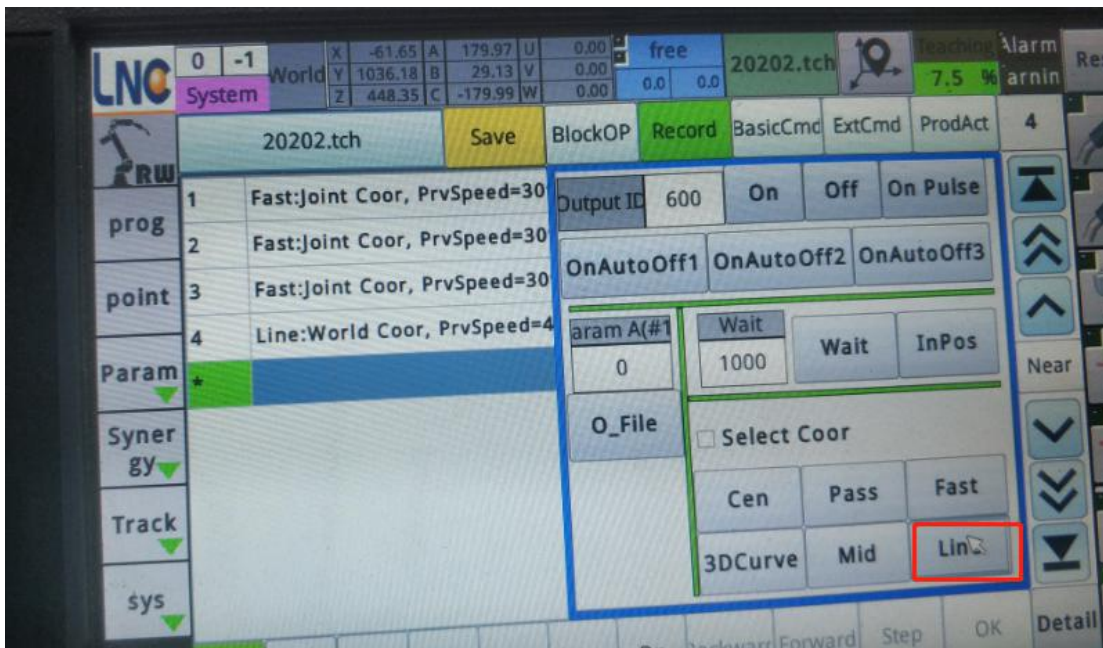 LNC
0 -1
System
World
X -61.65 A 179.97 U 0.00
Y 1036.18 B 29.13 V 0.00
Z 448.35 C -179.99 W 0.00
free
0.0 0.0
20202.tch
Teaching
7.5 %
Alarm
arnin
Re
RW
20202.tch
Save
BlockOP
Record
BasicCmd
ExtCmd
ProdAct
4
prog
point
Param
Syner
gy
Track
sys
1 Fast:Joint Coor, PrvSpeed=30
2 Fast:Joint Coor, PrvSpeed=30
3 Fast:Joint Coor, PrvSpeed=30
4 Line:World Coor, PrvSpeed=4
*
Output ID 600 On Off On Pulse
OnAutoOff1 OnAutoOff2 OnAutoOff3
aram A(#1
0
O_File
Wait
1000
Wait
InPos
Select Coor
Cen Pass Fast
3DCurve Mid Lin
Near
Forward Step OK Detail